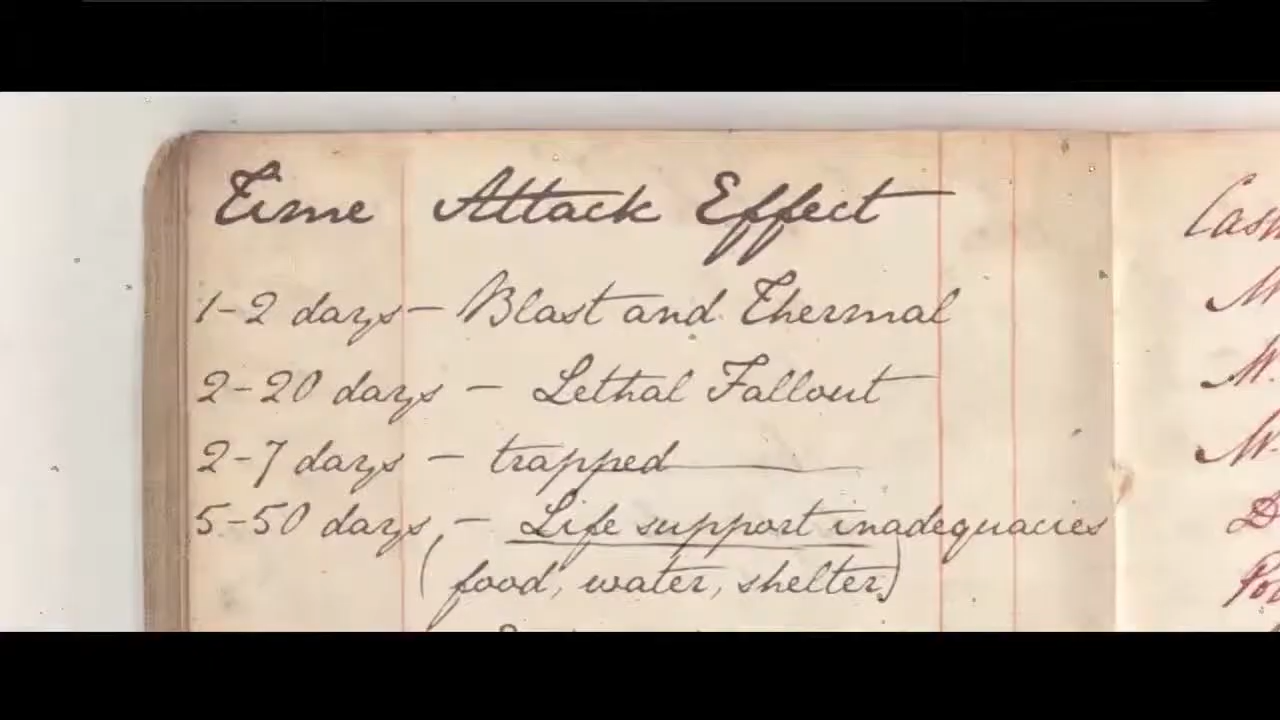 Time Attack Effect
1-2 days - Blast and Thermal
2-20 days - Lethal Fallout
2-7 days - trapped
5-50 days, - Life support inadequacies
(food, water, shelter)
M.
M.